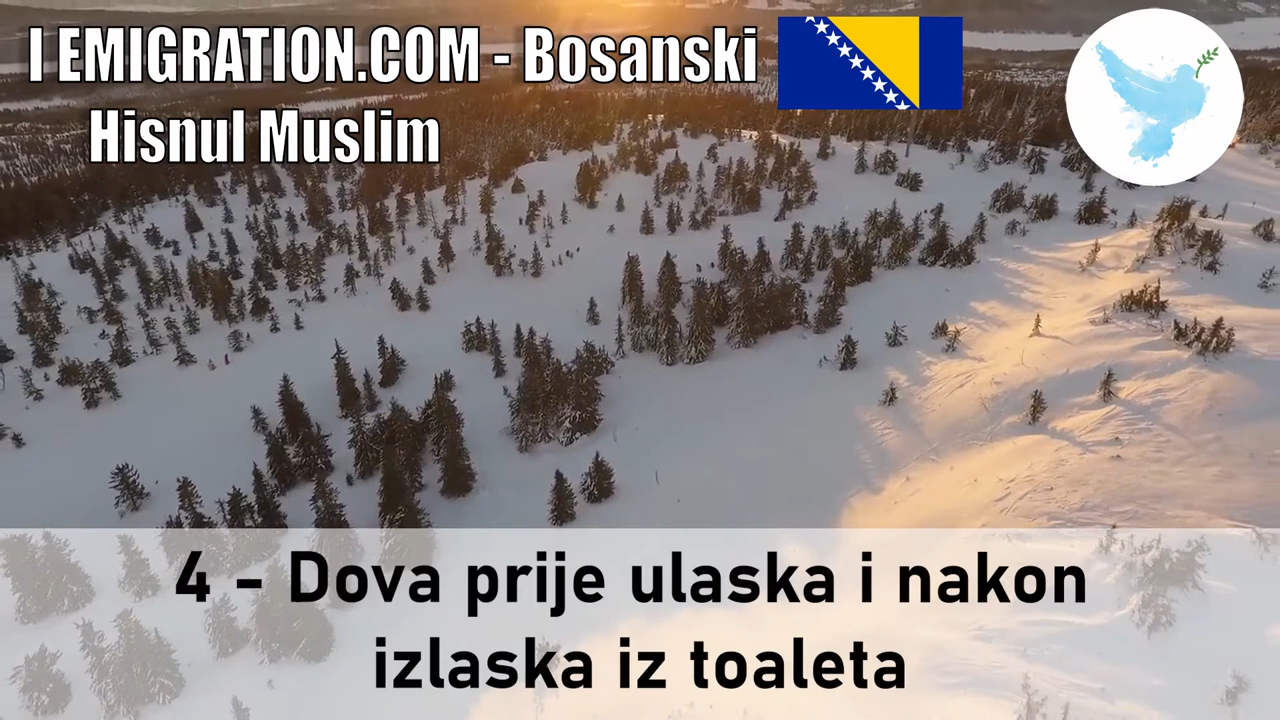 I EMIGRATION.COM - Bosanski
Hisnul Muslim
4 - Dova prije ulaska i nakon
izlaska iz toaleta